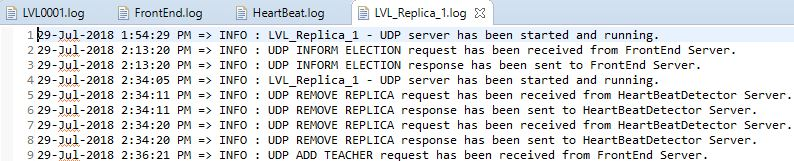 LVL0001.log FrontEnd.log HeartBeat.log LVL_Replica_1.log
1 29-Jul-2018 1:54:29 PM => INFO : LVL_Replica_1 - UDP server has been started and running.
2 29-Jul-2018 2:13:20 PM => INFO : UDP INFORM ELECTION request has been received from FrontEnd Server.
3 29-Jul-2018 2:13:20 PM => INFO : UDP INFORM ELECTION response has been sent to FrontEnd Server.
4 29-Jul-2018 2:34:05 PM => INFO : LVL_Replica_1 - UDP server has been started and running.
5 29-Jul-2018 2:34:11 PM => INFO : UDP REMOVE REPLICA request has been received from HeartBeatDetector Server.
6 29-Jul-2018 2:34:11 PM => INFO : UDP REMOVE REPLICA response has been sent to HeartBeatDetector Server.
7 29-Jul-2018 2:34:20 PM => INFO : UDP REMOVE REPLICA request has been received from HeartBeatDetector Server.
8 29-Jul-2018 2:34:20 PM => INFO : UDP REMOVE REPLICA response has been sent to HeartBeatDetector Server.
9 29-Jul-2018 2:36:21 PM => INFO : UDP ADD TEACHER request has been received from FrontEnd Server.